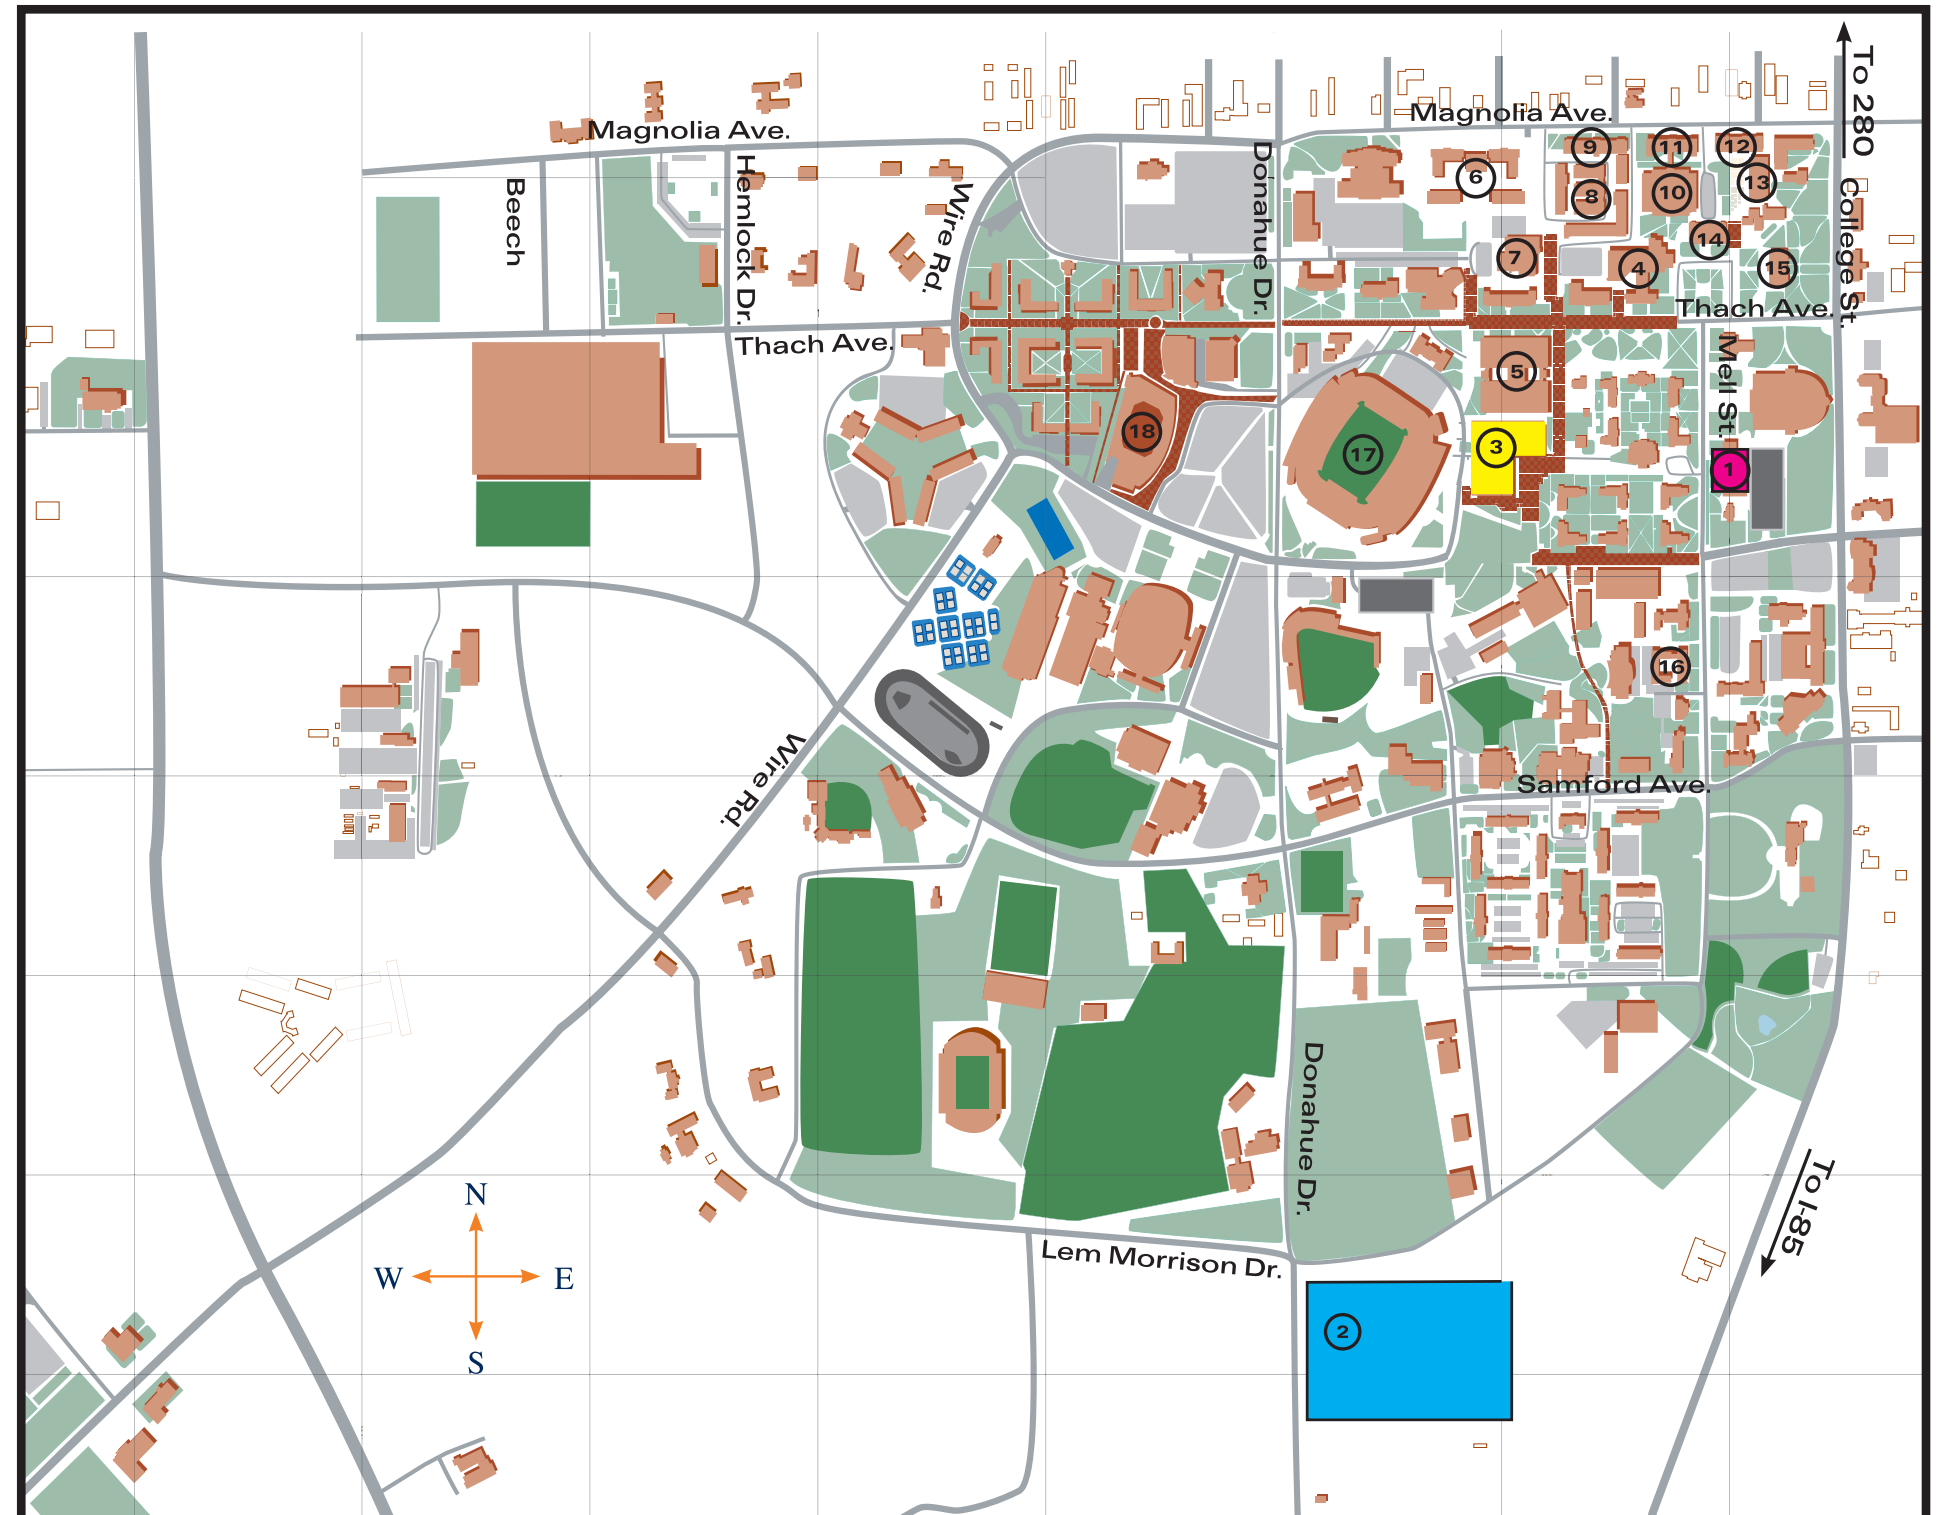 To 280
Magnolia Ave.
Magnolia Ave.
9
11
12
Beech
Hemlock Dr.
Wire Rd.
Donahue Dr.
6
8
10
13
College St.
7
14
4
15
Thach Ave.
Thach Ave.
5
Mell St.
18
17
3
1
16
Wire Rd.
Samford Ave.
Donahue Dr.
N
W
E
S
Lem Morrison Dr.
To I-85
2